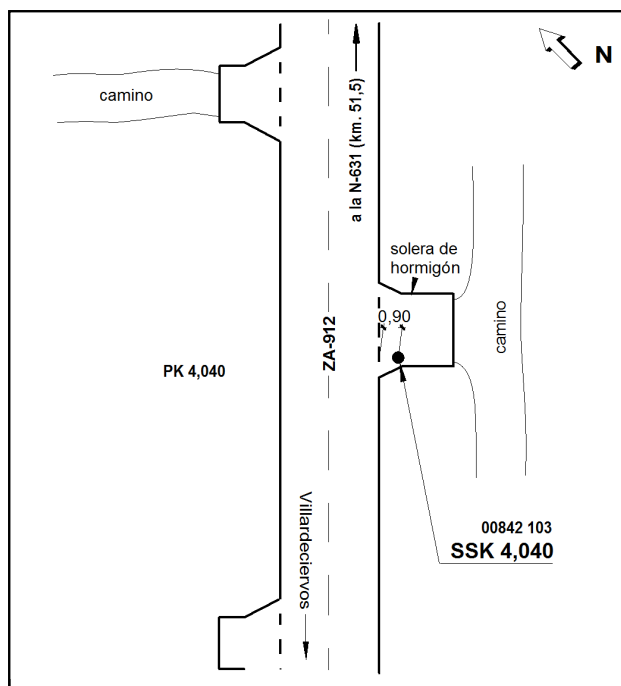 N
camino
a la N-631 (km. 51,5)
solera de
hormigón
0,90
ZA-912
camino
PK 4,040
Villardeciervos
00842 103
SSK 4,040